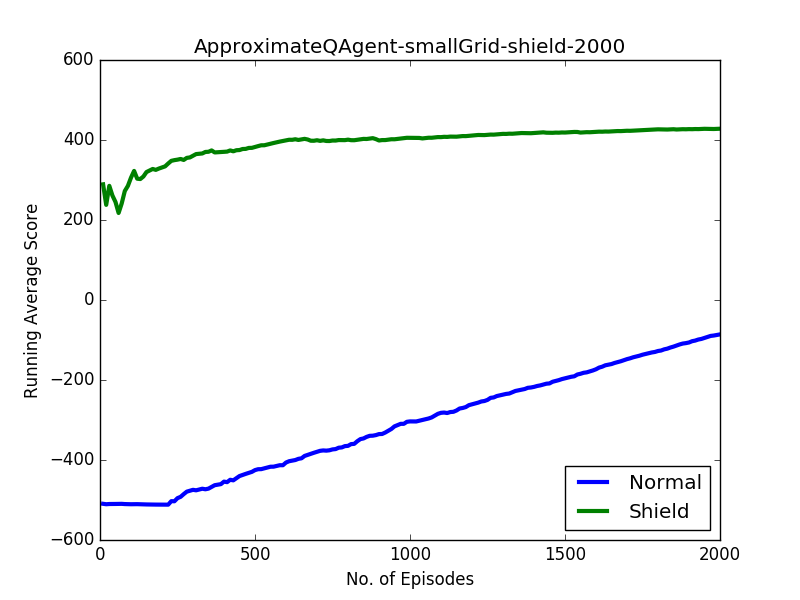 ApproximateQAgent-smallGrid-shield-2000
Running Average Score
600
400
200
0
−200
−400
−600
0 500 1000 1500 2000
No. of Episodes
Normal
Shield